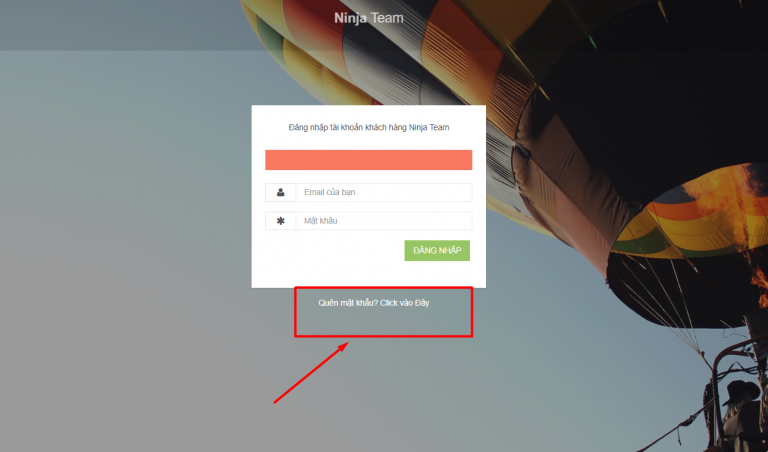 Ninja Team
Đăng nhập tài khoản khách hàng Ninja Team
Email của bạn
Mật khẩu
ĐĂNG NHẬP
Quên mật khẩu? Click vào Đây